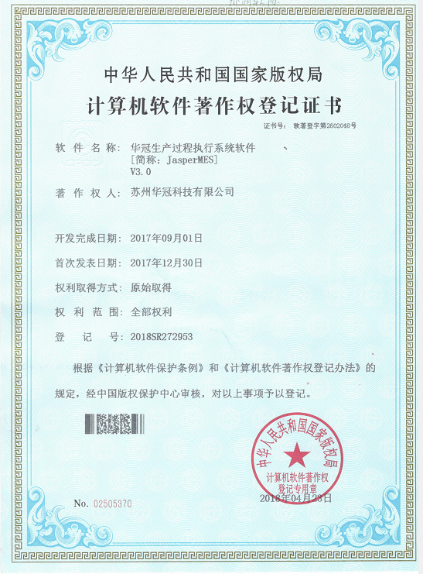 中华人民共和国国家版权局
计算机软件著作权登记证书
证书号: 软著登字第2602048号
软件名称: 华冠生产过程执行系统软件 、
[简称: JasperMES]
V3.0
著作权人: 苏州华冠科技有限公司
开发完成日期: 2017年09月01日
首次发表日期: 2017年12月30日
权利取得方式: 原始取得
权利范围: 全部权利
登记号: 2018SR272953
根据《计算机软件保护条例》和《计算机软件著作权登记办法》的
规定,经中国版权保护中心审核,对以上事项予以登记。
中华人民共和国国家版权局
计算机软件著作权
登记专用章
2018年04月23日
No. 02505370